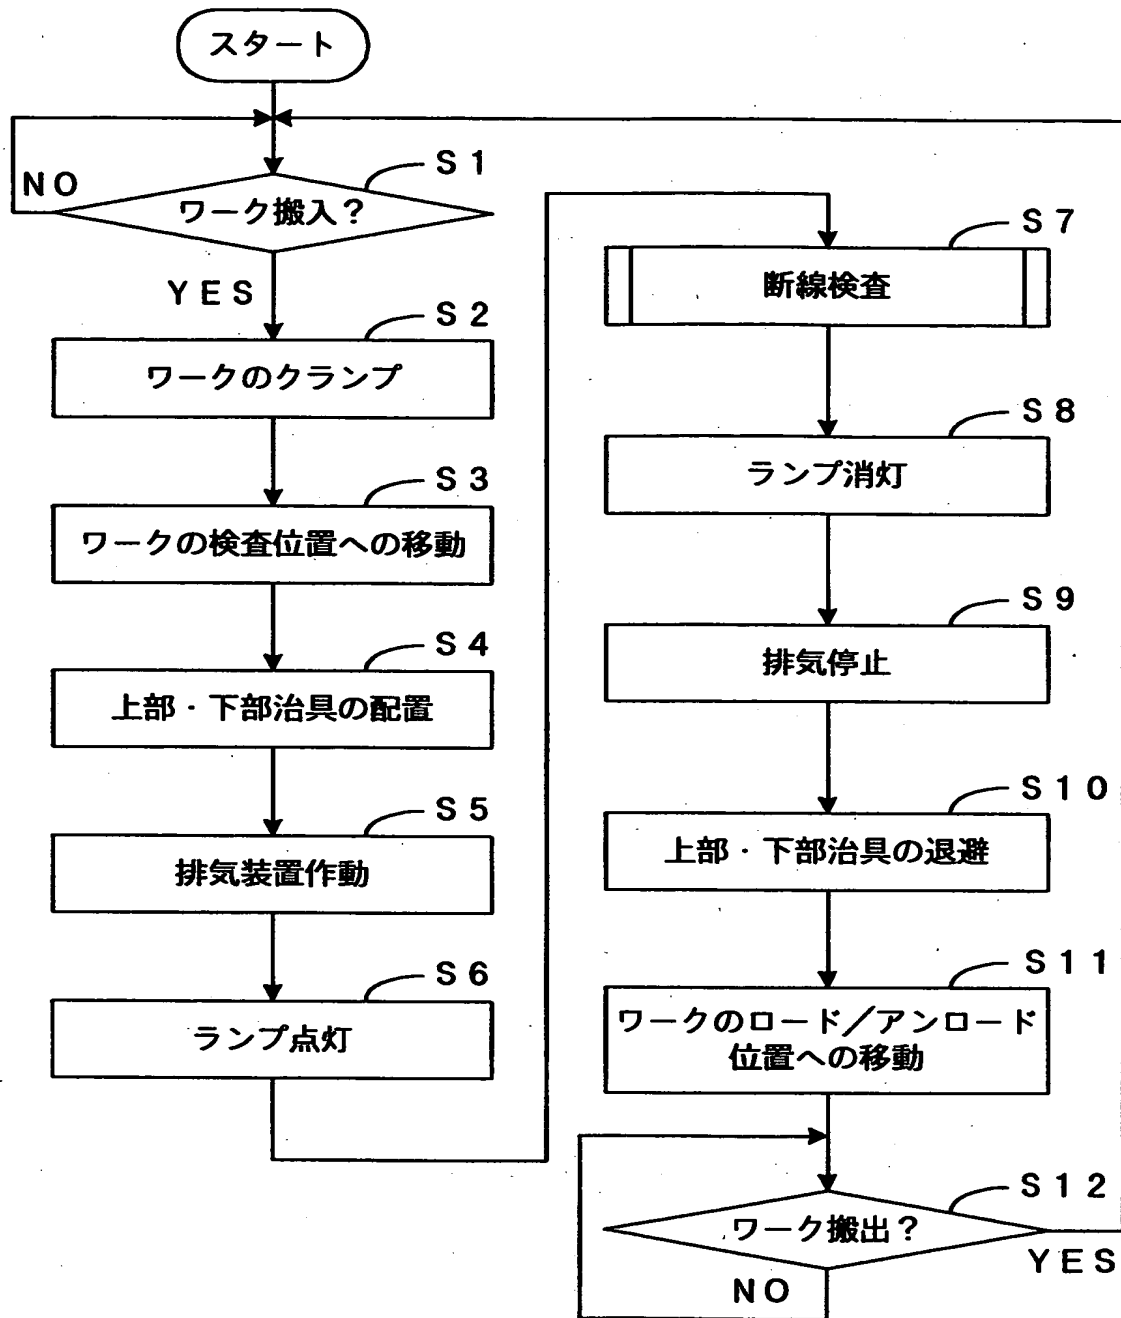 スタート
S1
ワーク搬入?
NO
YES
S2
ワークのクランプ
S3
ワークの検査位置への移動
S4
上部・下部治具の配置
S5
排気装置作動
S6
ランプ点灯
S7
断線検査
S8
ランプ消灯
S9
排気停止
S10
上部・下部治具の退避
S11
ワークのロード/アンロード
位置への移動
S12
ワーク搬出?
YES
NO